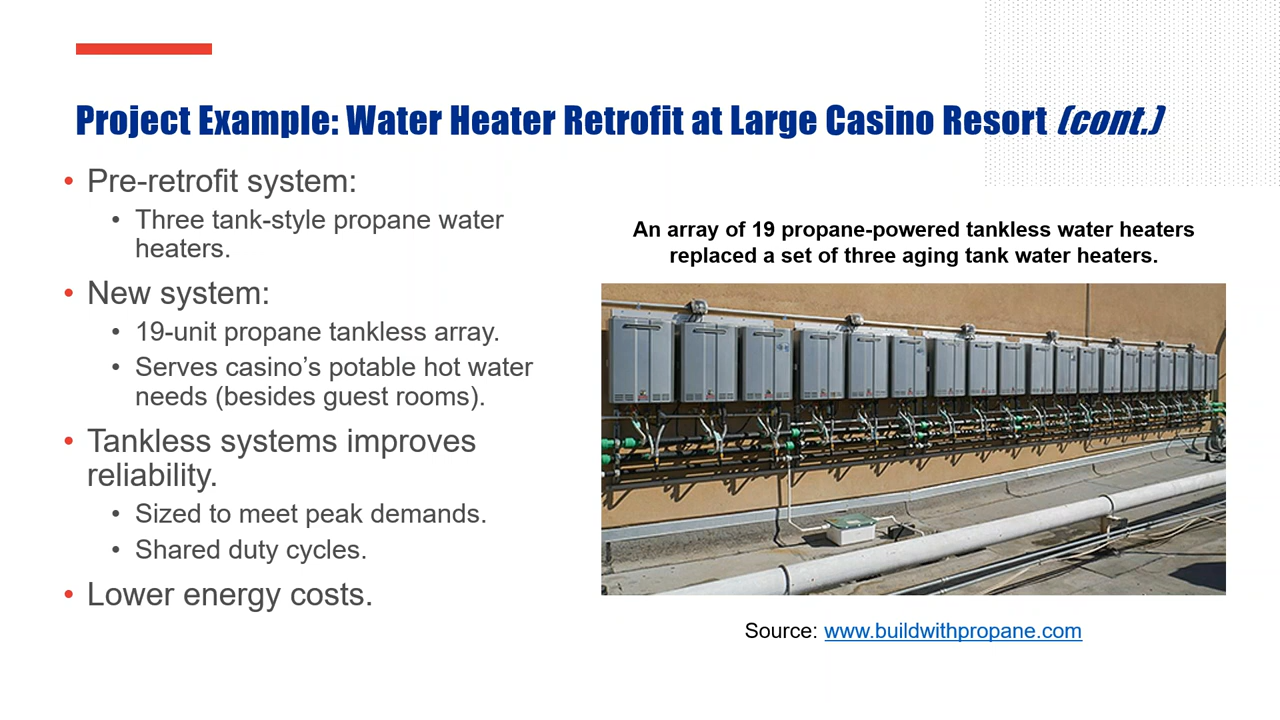 Project Example: Water Heater Retrofit at Large Casino Resort (cont.)
• Pre-retrofit system:
• Three tank-style propane water
heaters.
• New system:
• 19-unit propane tankless array.
• Serves casino’s potable hot water
needs (besides guest rooms).
• Tankless systems improves
reliability.
• Sized to meet peak demands.
• Shared duty cycles.
• Lower energy costs.
An array of 19 propane-powered tankless water heaters
replaced a set of three aging tank water heaters.
Source: www.buildwithpropane.com